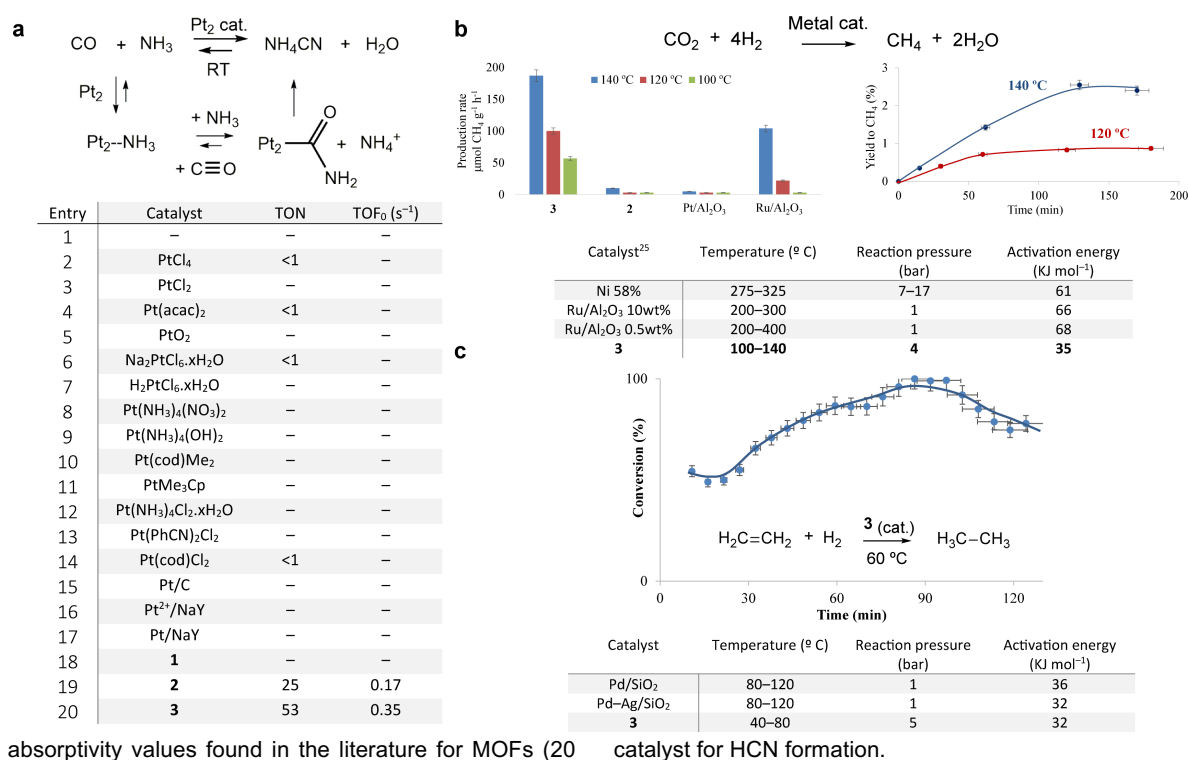 a
CO + NH3 Pt2 cat. RT NH4CN + H2O
Pt2
Pt2--NH3 + NH3 + C≡O Pt2 O NH2 + NH4+
Entry Catalyst TON TOF0 (s−1)
1 – – –
2 PtCl4 <1 –
3 PtCl2 – –
4 Pt(acac)2 <1 –
5 PtO2 – –
6 Na2PtCl6.xH2O <1 –
7 H2PtCl6.xH2O – –
8 Pt(NH3)4(NO3)2 – –
9 Pt(NH3)4(OH)2 – –
10 Pt(cod)Me2 – –
11 PtMe3Cp – –
12 Pt(NH3)4Cl2.xH2O – –
13 Pt(PhCN)2Cl2 – –
14 Pt(cod)Cl2 <1 –
15 Pt/C – –
16 Pt2+/NaY – –
17 Pt/NaY – –
18 1 – –
19 2 25 0.17
20 3 53 0.35
b
CO2 + 4H2 Metal cat. CH4 + 2H2O
Production rate
μmol CH4 g-1 h-1
200
150
100
50
0
140 ºC 120 ºC 100 ºC
3 2 Pt/Al2O3 Ru/Al2O3
Yield to CH4 (%)
3
2
1
0
140 ºC
120 ºC
0 50 100 150 200
Time (min)
Catalyst25 Temperature (º C) Reaction pressure (bar) Activation energy (KJ mol−1)
Ni 58% 275–325 7–17 61
Ru/Al2O3 10wt% 200–300 1 66
Ru/Al2O3 0.5wt% 200–400 1 68
3 100–140 4 35
c
Conversion (%)
100
0
H2C=CH2 + H2 3 (cat.) 60 ºC H3C–CH3
0 30 60 90 120
Time (min)
Catalyst Temperature (º C) Reaction pressure (bar) Activation energy (KJ mol−1)
Pd/SiO2 80–120 1 36
Pd–Ag/SiO2 80–120 1 32
3 40–80 5 32
absorptivity values found in the literature for MOFs (20
catalyst for HCN formation.